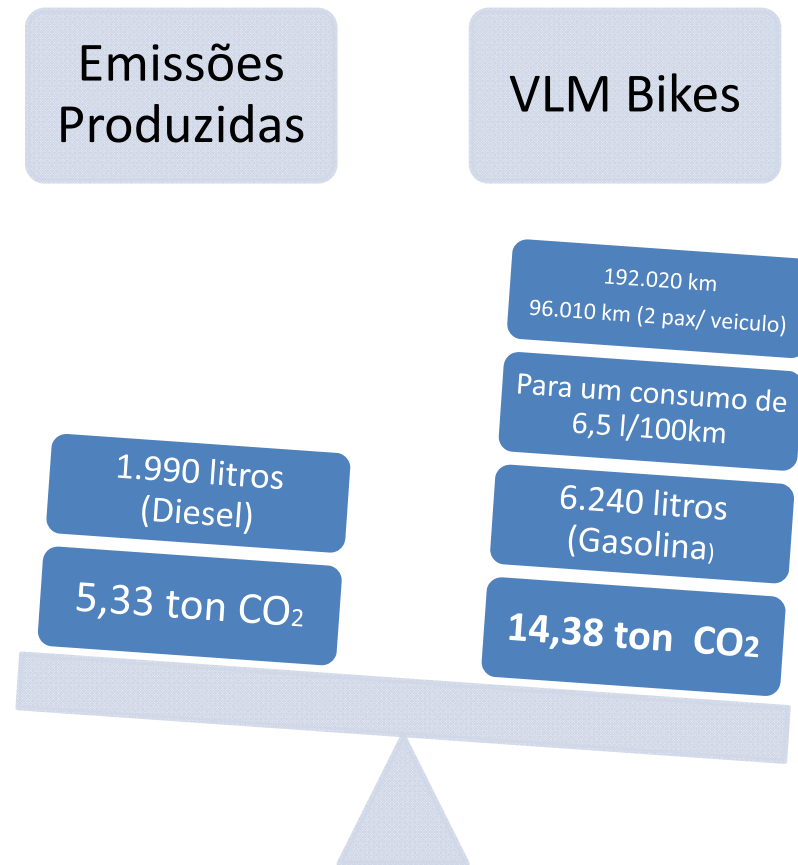 Emissões
Produzidas
VLM Bikes
192.020 km
96.010 km (2 pax/ veiculo)
Para um consumo de
6,5 l/100km
1.990 litros
(Diesel)
6.240 litros
(Gasolina)
5,33 ton CO₂
14,38 ton CO₂